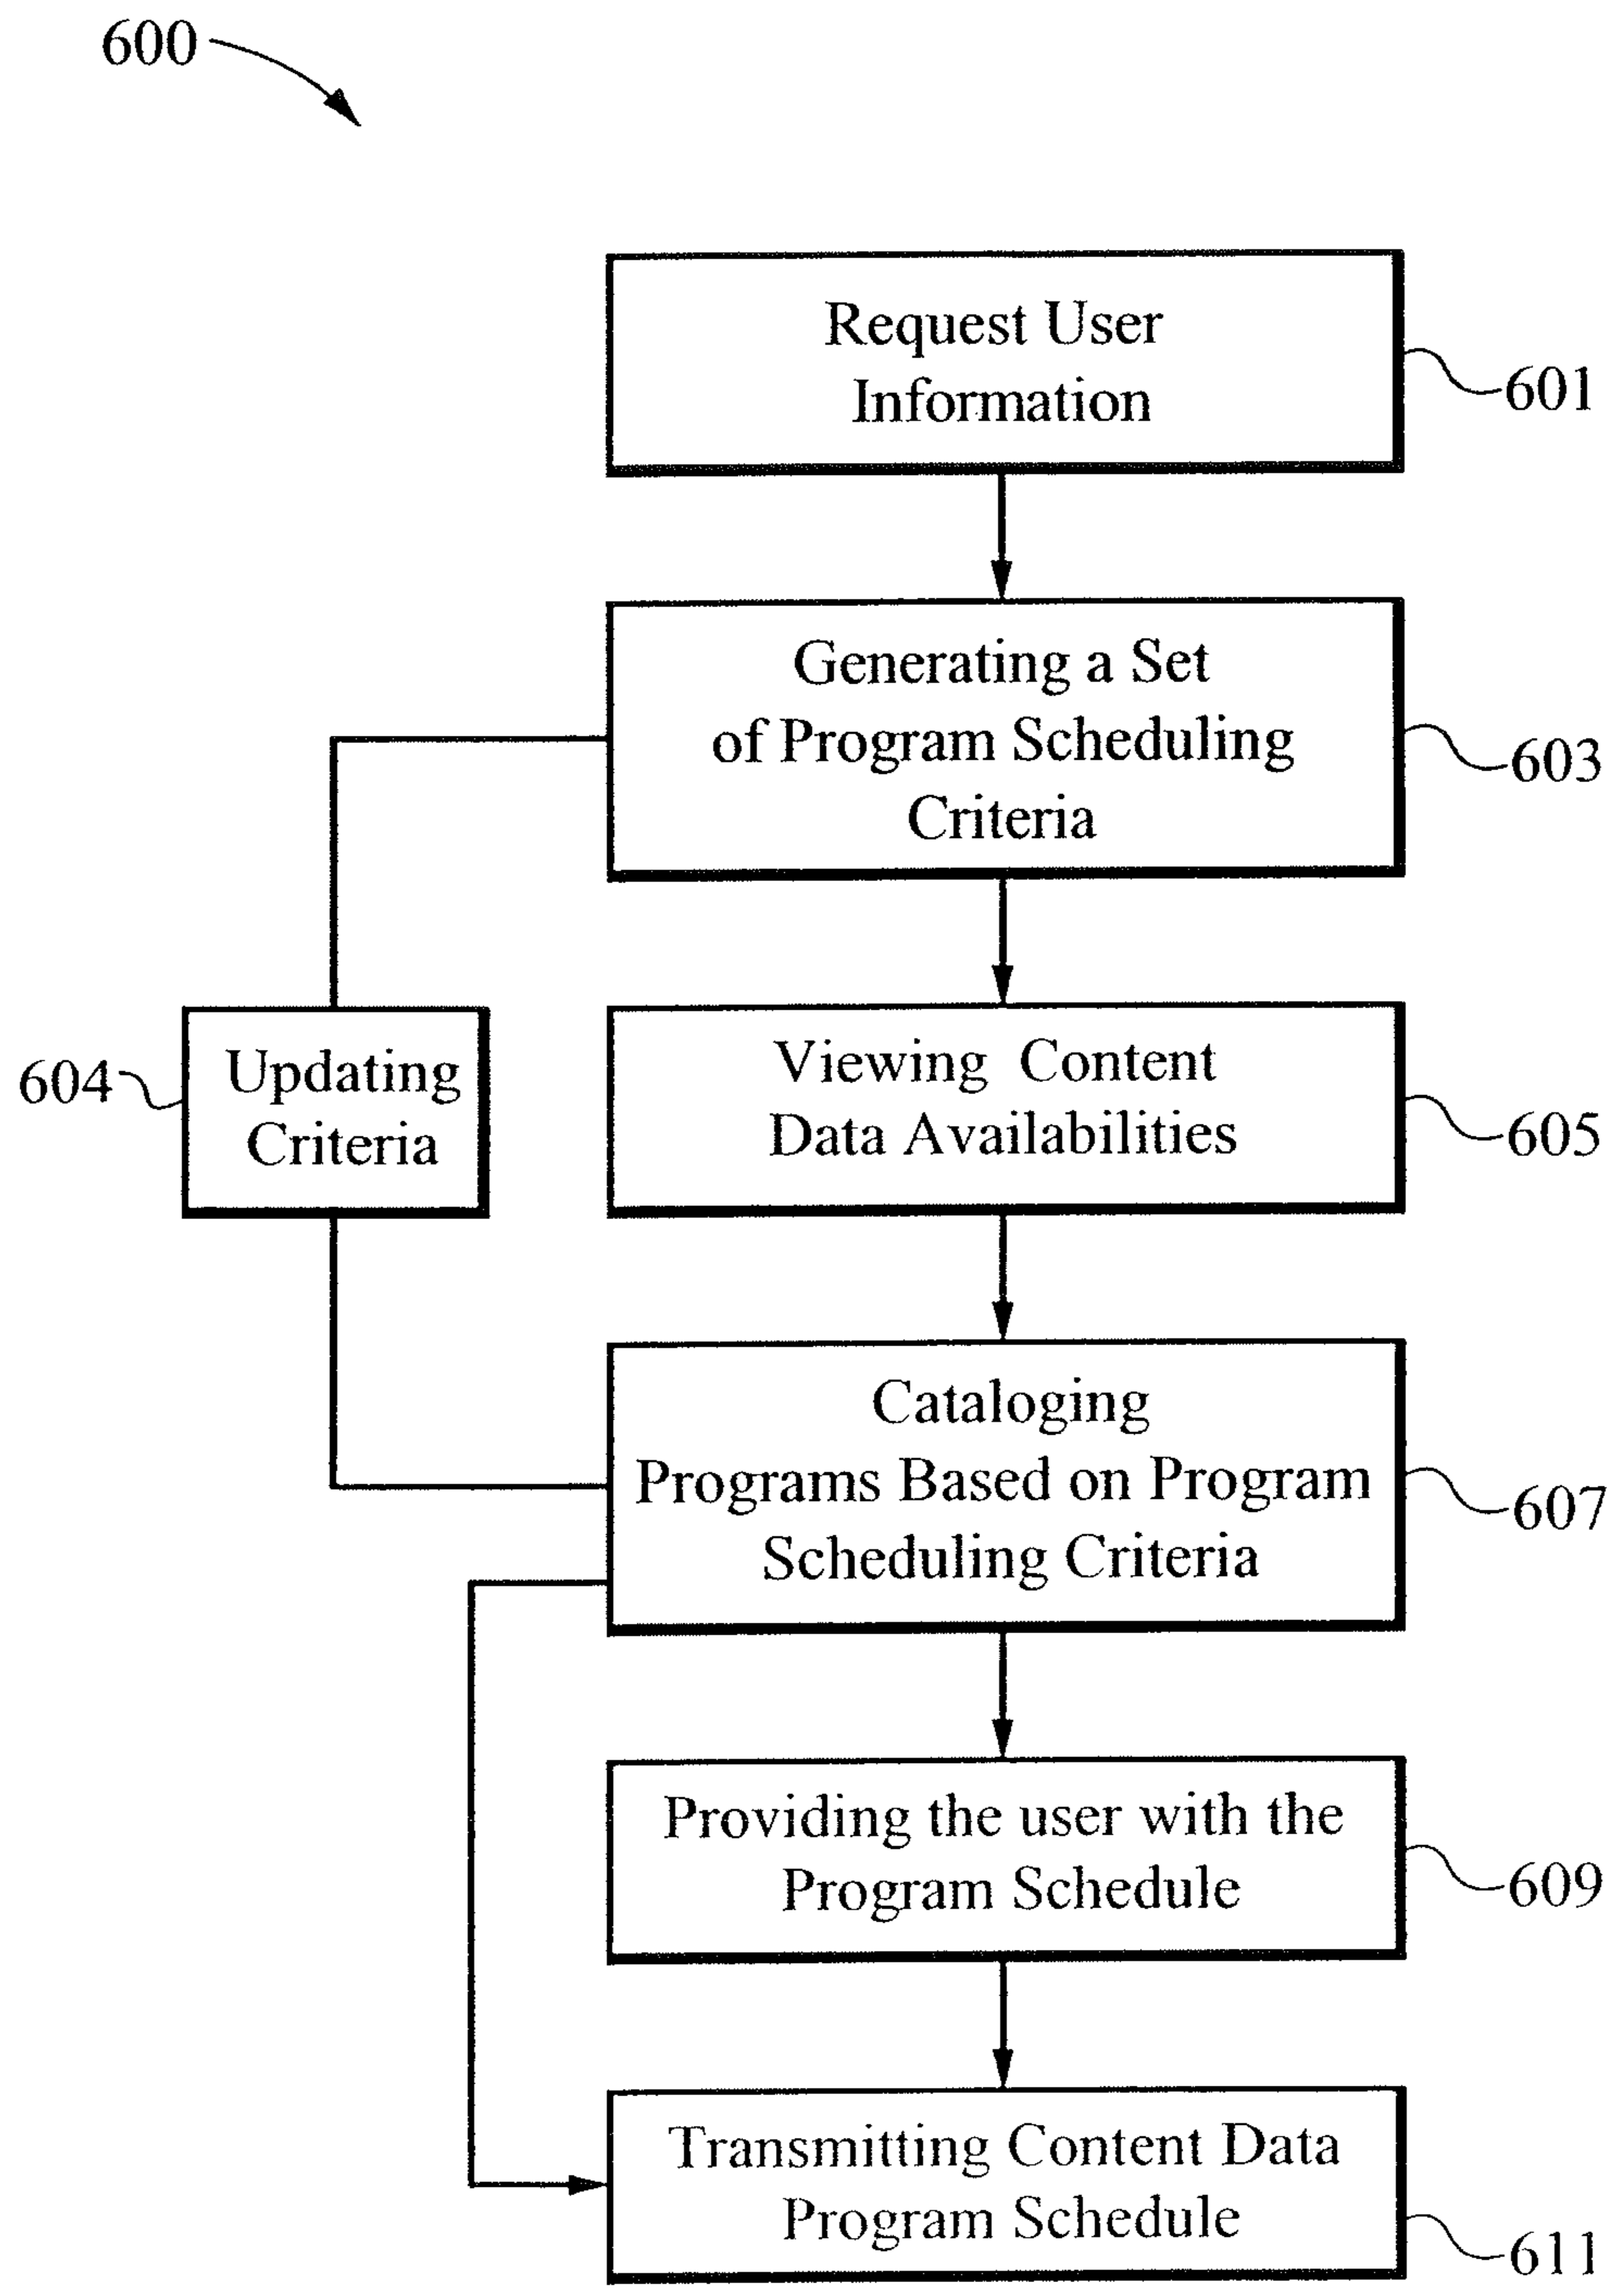 600
Request User
Information
601
Generating a Set
of Program Scheduling
Criteria
603
Updating
Criteria
604
Viewing Content
Data Availabilities
605
Cataloging
Programs Based on Program
Scheduling Criteria
607
Providing the user with the
Program Schedule
609
Transmitting Content Data
Program Schedule
611